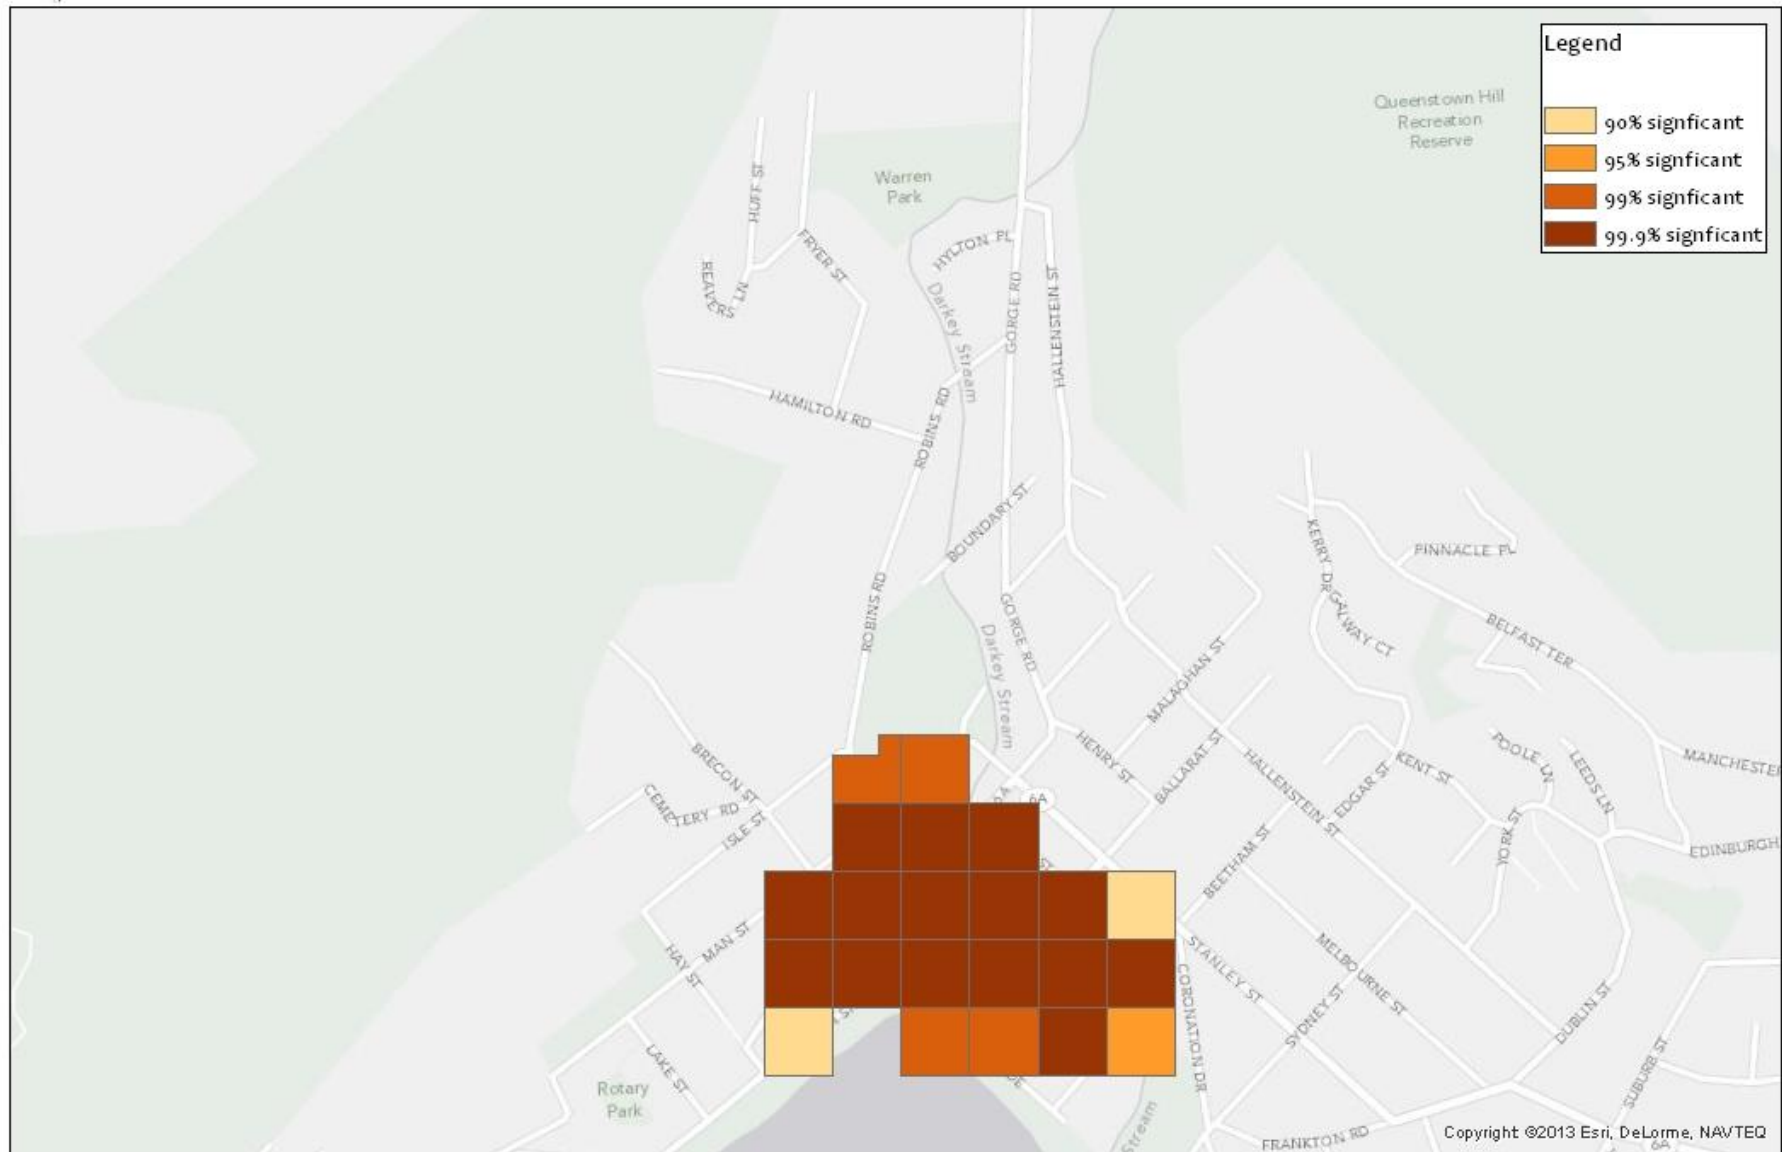 Legend
90% signficant
95% signficant
99% signficant
99.9% signficant
Queenstown Hill
Recreation
Reserve
Warren
Park
HUFF ST
FRYER ST
REAVERS LN
HYLTON PL
GORGE RD
HALLENSTEIN ST
Darkey Stream
HAMILTON RD
ROBINS RD
BOUNDARY ST
KERRY DR
PINNACLE PL
GALWAY CT
BELFAST TER
ROBINS RD
GORGE RD
Darkey Stream
MALAGHAN ST
HENRY ST
BALLARAT ST
HALLENSTEIN ST
EDGAR ST
KENT ST
POOLE LN
LEEDS LN
MANCHESTER
BRECON ST
CEMETERY RD
ISLE ST
6A
6A
ST
BEETHAM ST
YORK ST
EDINBURGH
HAY ST
MAN ST
STANLEY ST
MELBOURNE ST
CORONATION DR
SYDNEY ST
DUBLIN ST
SUBURB ST
LAKE ST
Rotary
Park
Stream
FRANKTON RD
6A
Copyright ©2013 Esri, DeLorme, NAVTEQ